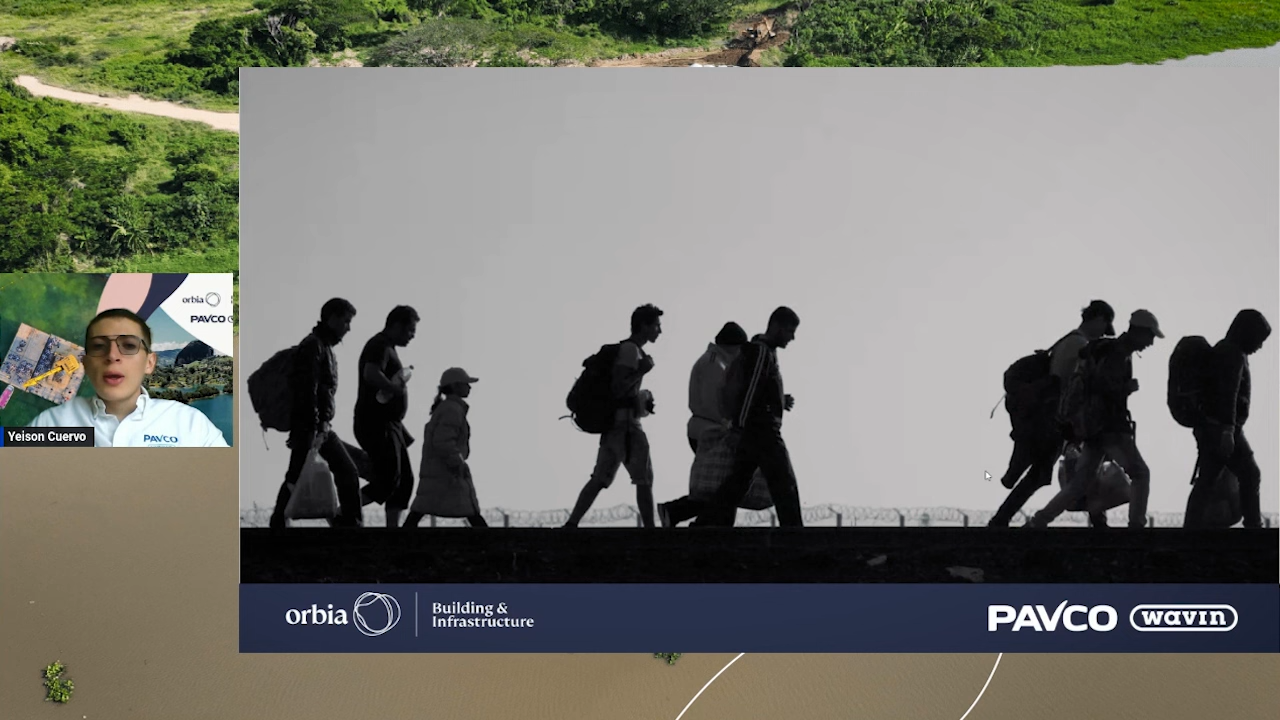 orbia
PAVCO
PAVCO
Yeison Cuervo
orbia
Building &
Infrastructure
PAVCO wavin